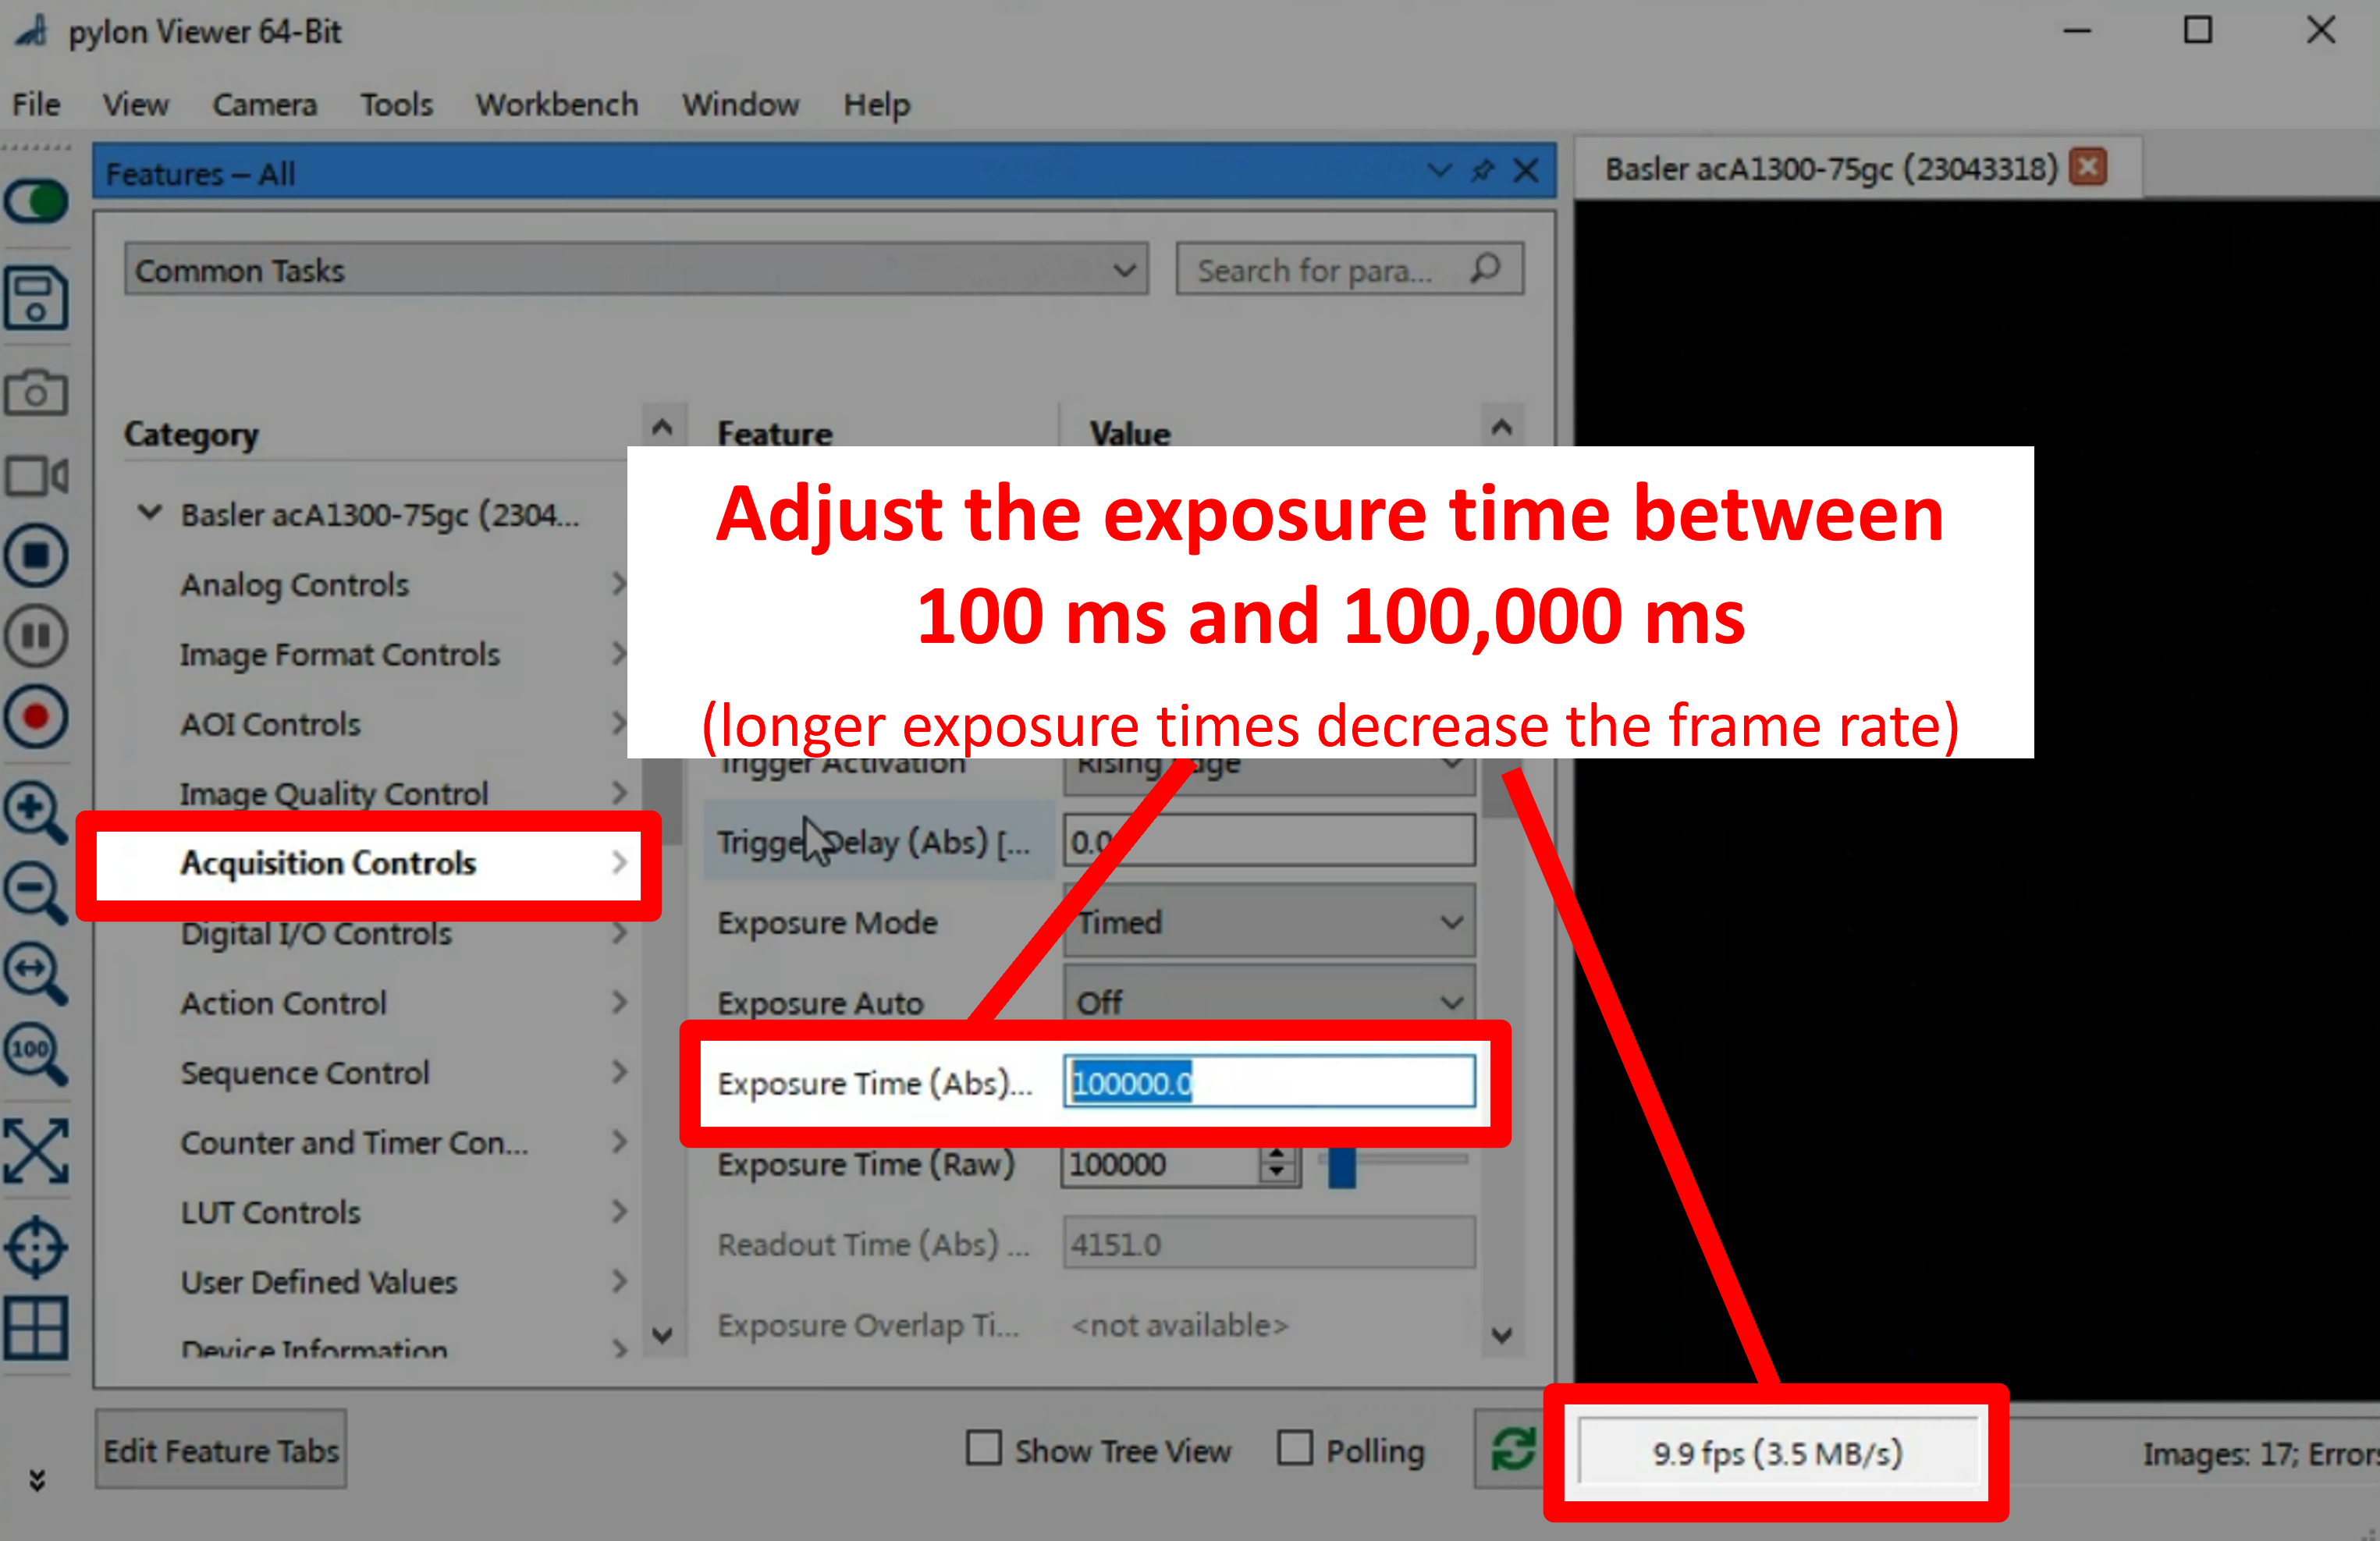 pylon Viewer 64-Bit
File View Camera Tools Workbench Window Help
Features – All
Basler acA1300-75gc (23043318)
Common Tasks
Search for para...
Category
Feature Value
Adjust the exposure time between
100 ms and 100,000 ms
(longer exposure times decrease the frame rate)
Basler acA1300-75gc (2304...
Analog Controls
Image Format Controls
AOI Controls
Image Quality Control
Acquisition Controls
Digital I/O Controls
Action Control
Sequence Control
Counter and Timer Con...
LUT Controls
User Defined Values
Device Information
Trigger Activation Rising Edge
Trigger Delay (Abs) [... 0.0
Exposure Mode Timed
Exposure Auto Off
Exposure Time (Abs)... 100000.0
Exposure Time (Raw) 100000
Readout Time (Abs) ... 4151.0
Exposure Overlap Ti... <not available>
100
Edit Feature Tabs
Show Tree View Polling
9.9 fps (3.5 MB/s)
Images: 17; Errors